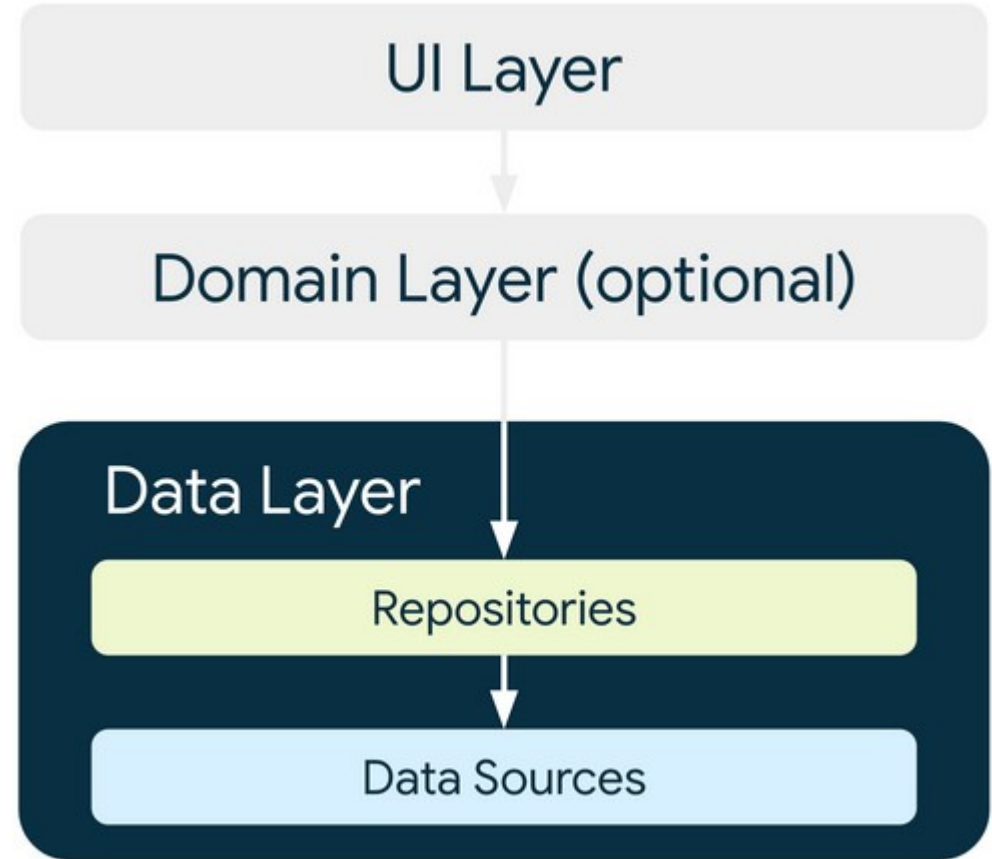 UI Layer
Domain Layer (optional)
Data Layer
Repositories
Data Sources